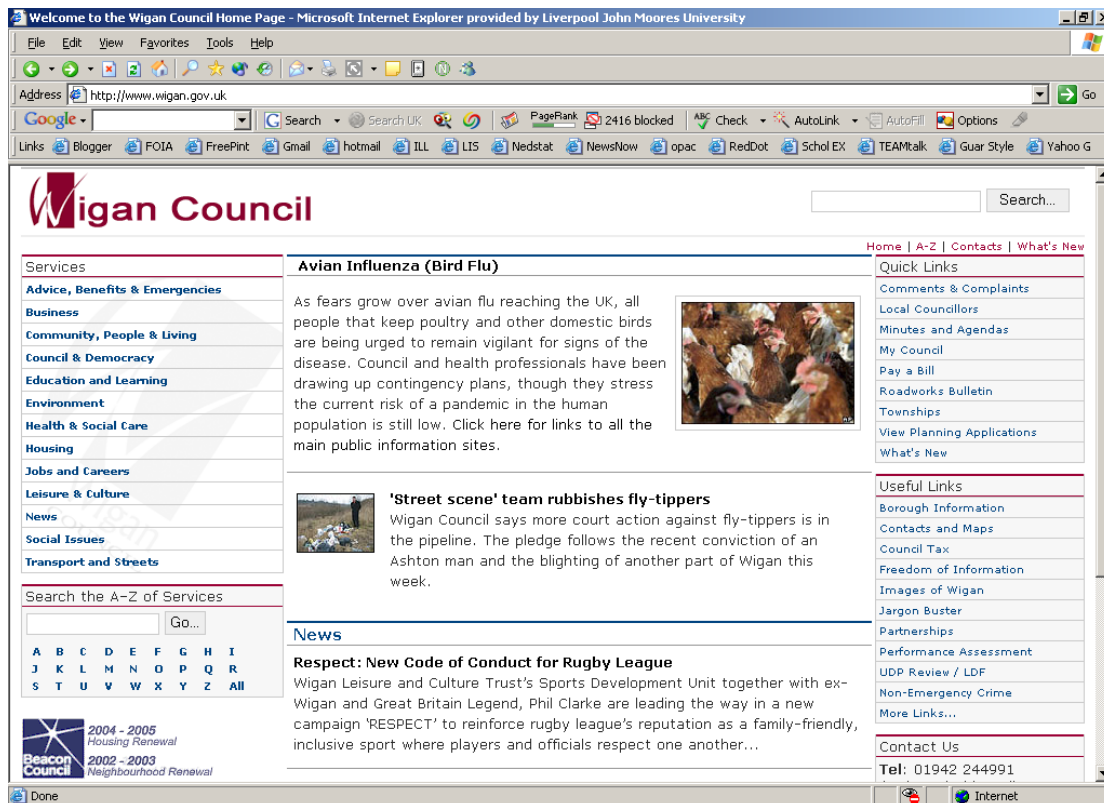 Welcome to the Wigan Council Home Page - Microsoft Internet Explorer provided by Liverpool John Moores University
File Edit View Favorites Tools Help
Address http://www.wigan.gov.uk Go
Google Search Search UK PageRank 2416 blocked ABC Check AutoLink AutoFill Options
Links Blogger FOIA FreePint Gmail hotmail ILL LIS Nedstat NewsNow opac RedDot Schol EX TEAMtalk Guar Style Yahoo G
Wigan Council
Search...
Home | A-Z | Contacts | What's New
Services
Advice, Benefits & Emergencies
Business
Community, People & Living
Council & Democracy
Education and Learning
Environment
Health & Social Care
Housing
Jobs and Careers
Leisure & Culture
News
Social Issues
Transport and Streets
Search the A-Z of Services
Go...
A B C D E F G H I
J K L M N O P Q R
S T U V W X Y Z All
Beacon
Council
2004 - 2005
Housing Renewal
2002 - 2003
Neighbourhood Renewal
Avian Influenza (Bird Flu)
As fears grow over avian flu reaching the UK, all
people that keep poultry and other domestic birds
are being urged to remain vigilant for signs of the
disease. Council and health professionals have been
drawing up contingency plans, though they stress
the current risk of a pandemic in the human
population is still low. Click here for links to all the
main public information sites.
'Street scene' team rubbishes fly-tippers
Wigan Council says more court action against fly-tippers is in
the pipeline. The pledge follows the recent conviction of an
Ashton man and the blighting of another part of Wigan this
week.
News
Respect: New Code of Conduct for Rugby League
Wigan Leisure and Culture Trust's Sports Development Unit together with ex-
Wigan and Great Britain Legend, Phil Clarke are leading the way in a new
campaign 'RESPECT' to reinforce rugby league's reputation as a family-friendly,
inclusive sport where players and officials respect one another...
Quick Links
Comments & Complaints
Local Councillors
Minutes and Agendas
My Council
Pay a Bill
Roadworks Bulletin
Townships
View Planning Applications
What's New
Useful Links
Borough Information
Contacts and Maps
Council Tax
Freedom of Information
Images of Wigan
Jargon Buster
Partnerships
Performance Assessment
UDP Review / LDF
Non-Emergency Crime
More Links...
Contact Us
Tel: 01942 244991
Done Internet